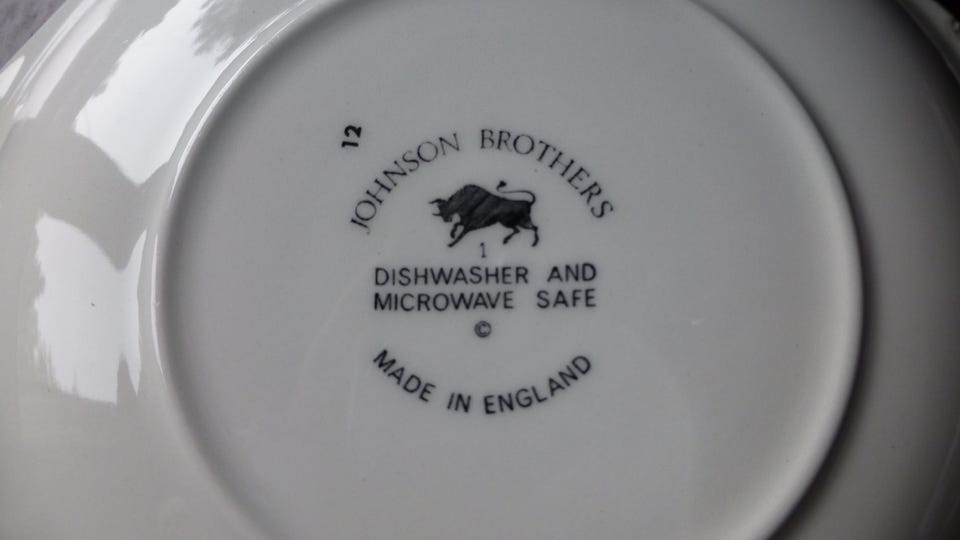 12
JOHNSON BROTHERS
1
DISHWASHER AND
MICROWAVE SAFE
©
MADE IN ENGLAND